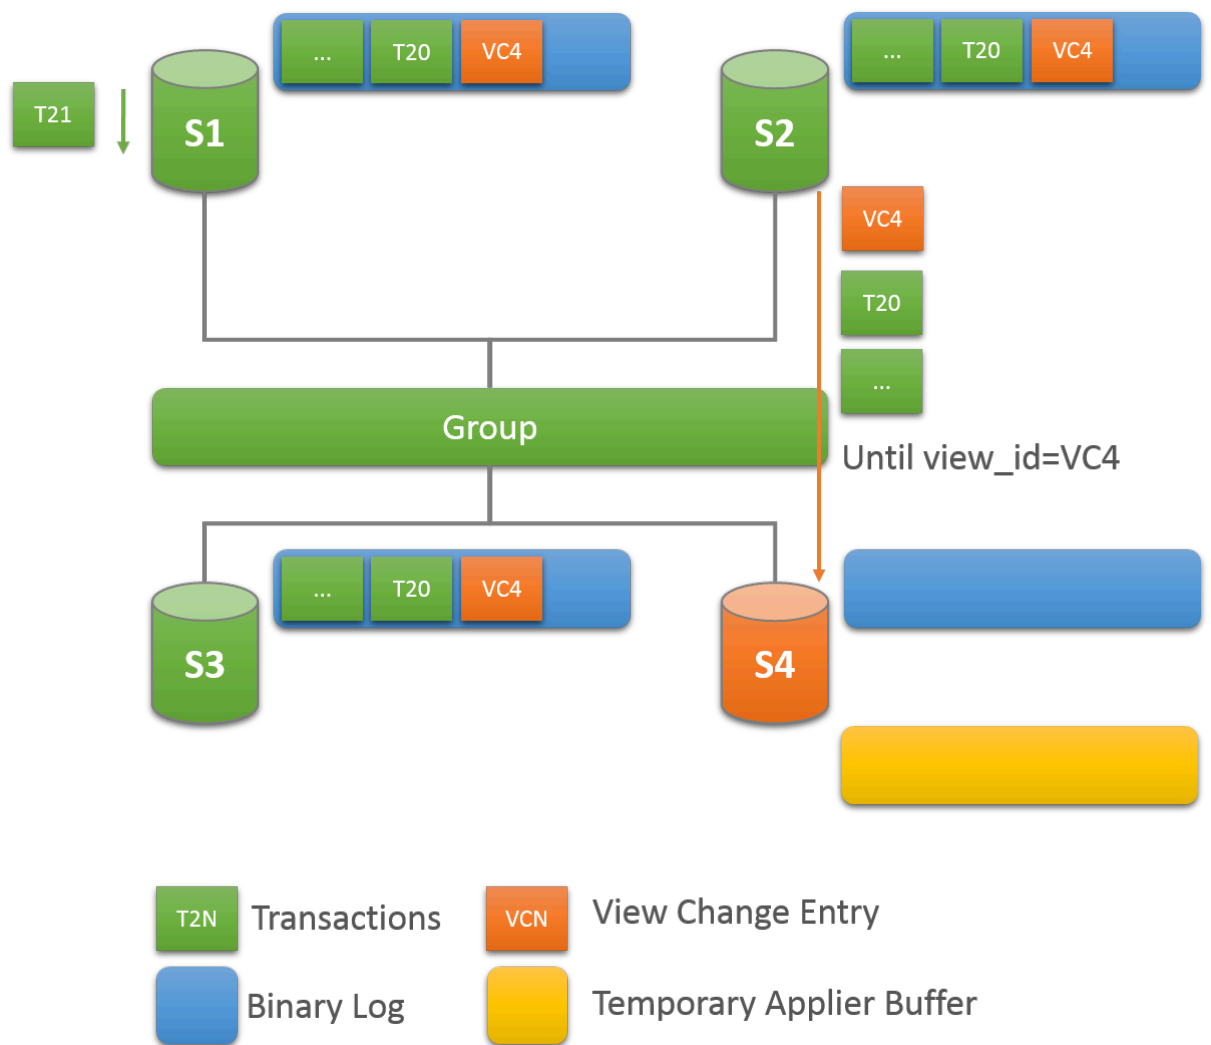 ... T20 VC4
... T20 VC4
T21
S1
S2
VC4
T20
...
Group
Until view_id=VC4
... T20 VC4
S3
S4
T2N Transactions
VCN View Change Entry
Binary Log
Temporary Applier Buffer